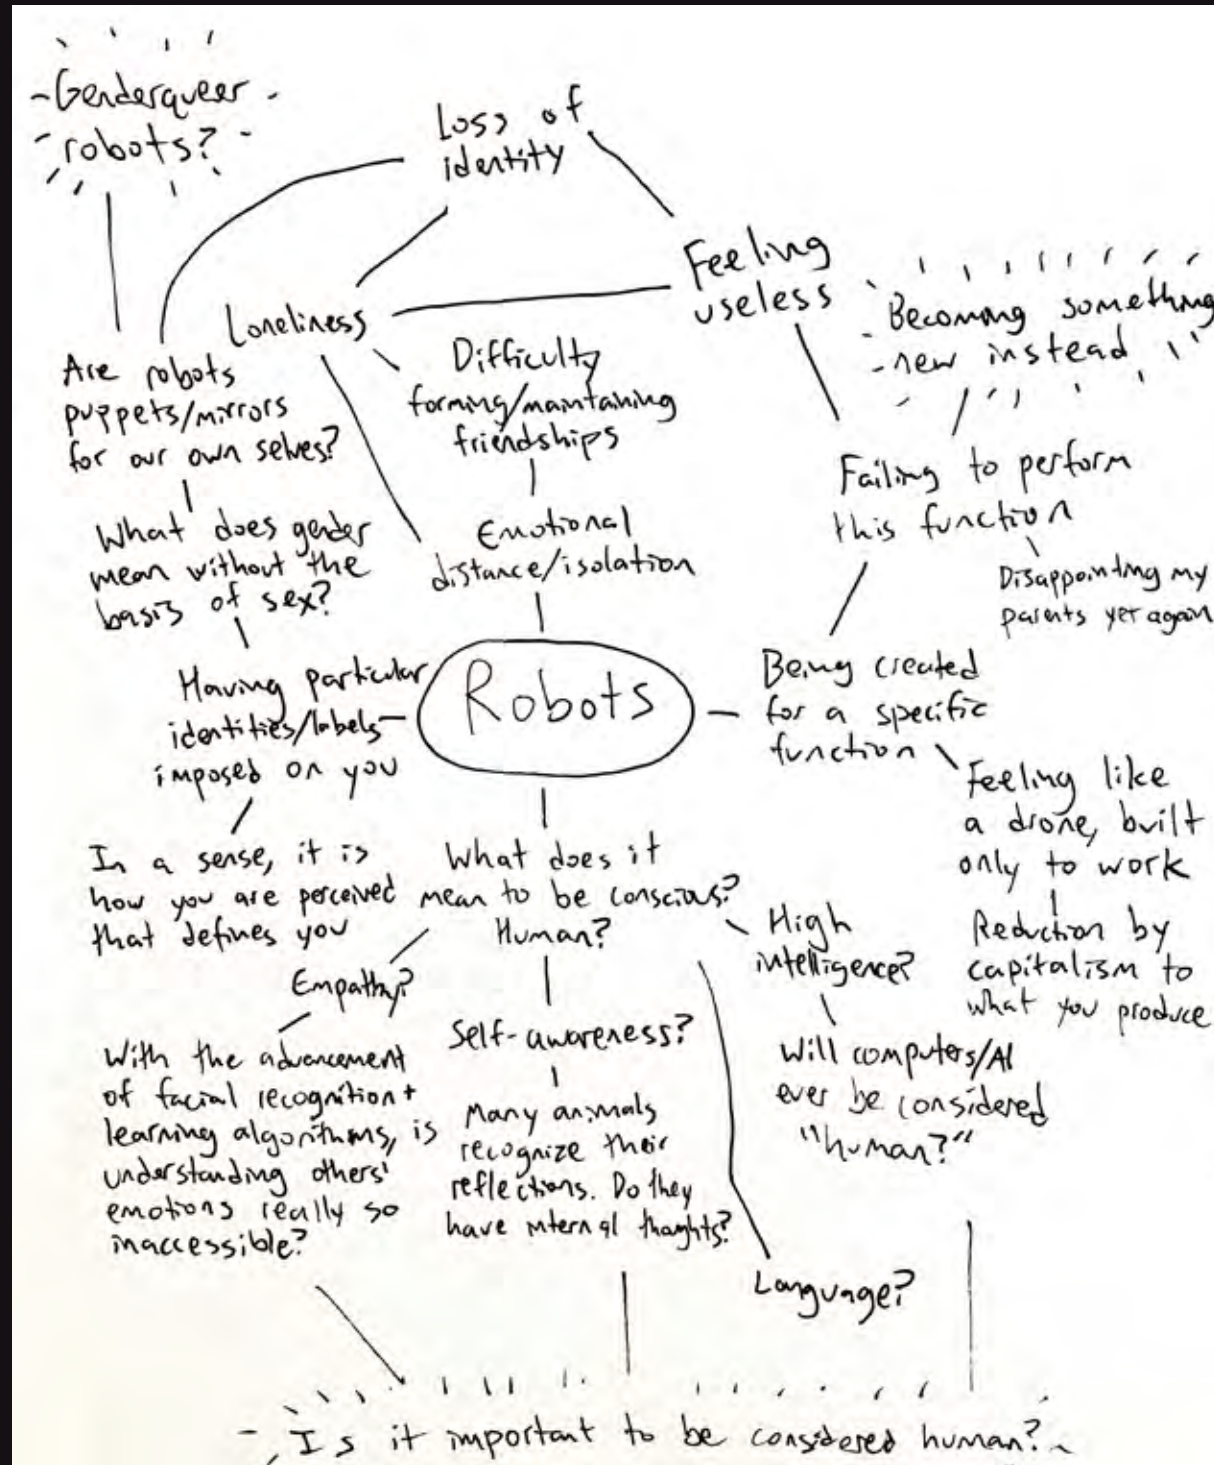 Genderqueer
robots?
Loss of
identity
Feeling
useless
Becoming something
new instead
Loneliness
Difficulty
forming/maintaining
friendships
Are robots
puppets/mirrors
for our own selves?
Failing to perform
this function
What does gender
mean without the
basis of sex?
Emotional
distance/isolation
Disappointing my
parents yet again
Having particular
identities/labels
imposed on you
Robots
Being created
for a specific
function
Feeling like
a drone, built
only to work
In a sense, it is
how you are perceived
that defines you
What does it
mean to be conscious?
Human?
High
intelligence?
Reduction by
capitalism to
what you produce
Empathy?
Self-awareness?
Will computers/AI
ever be considered
"human?"
With the advancement
of facial recognition +
learning algorithms, is
understanding others'
emotions really so
inaccessible?
Many animals
recognize their
reflections. Do they
have internal thoughts?
Language?
Is it important to be considered human?